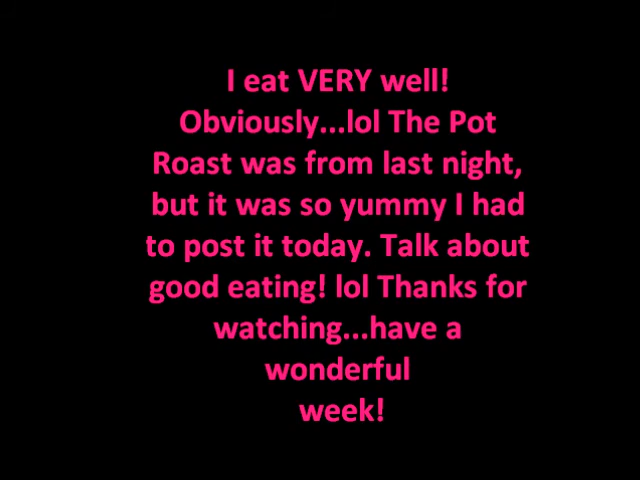 I eat VERY well!
Obviously...lol The Pot
Roast was from last night,
but it was so yummy I had
to post it today. Talk about
good eating! lol Thanks for
watching...have a
wonderful
week!